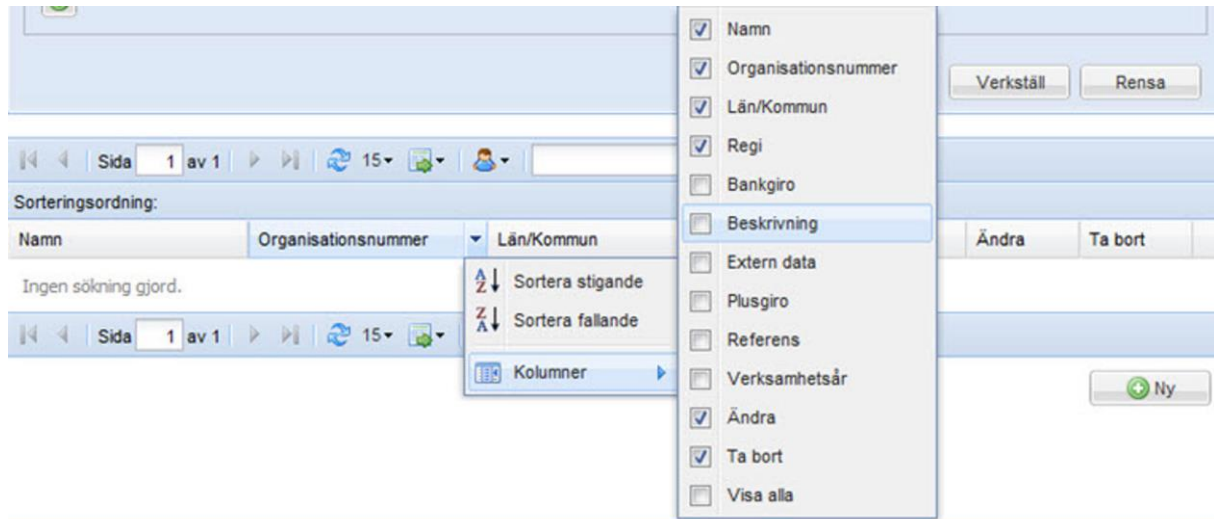 Namn
Organisationsnummer
Län/Kommun
Regi
Bankgiro
Beskrivning
Extern data
Plusgiro
Referens
Verksamhetsår
Ändra
Ta bort
Visa alla
Verkställ Rensa
Sida 1 av 1 15
Sorteringsordning:
Namn Organisationsnummer Län/Kommun Ändra Ta bort
Ingen sökning gjord.
Sortera stigande
Sortera fallande
Kolumner
Sida 1 av 1 15
Ny